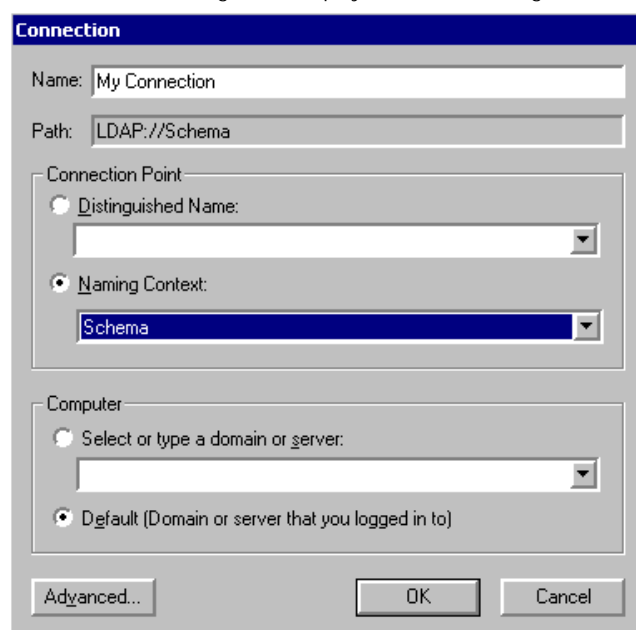 Connection
Name: My Connection
Path: LDAP://Schema
Connection Point
Distinguished Name:
Naming Context:
Schema
Computer
Select or type a domain or server:
Default (Domain or server that you logged in to)
Advanced... OK Cancel